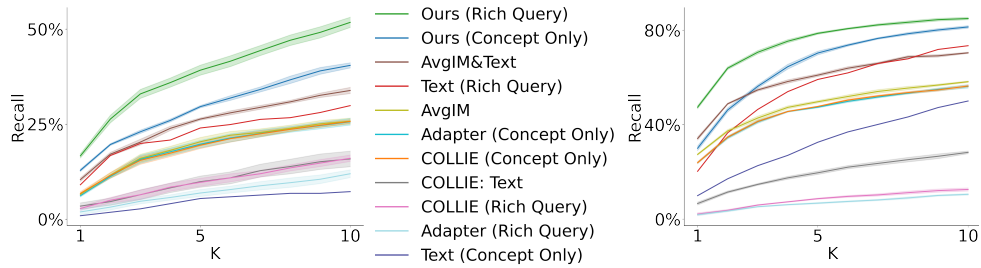 50%
25%
0%
Recall
1
5
10
K
Ours (Rich Query)
Ours (Concept Only)
AvgIM&Text
Text (Rich Query)
AvgIM
Adapter (Concept Only)
COLLIE (Concept Only)
COLLIE: Text
COLLIE (Rich Query)
Adapter (Rich Query)
Text (Concept Only)
80%
40%
0%
Recall
1
5
10
K